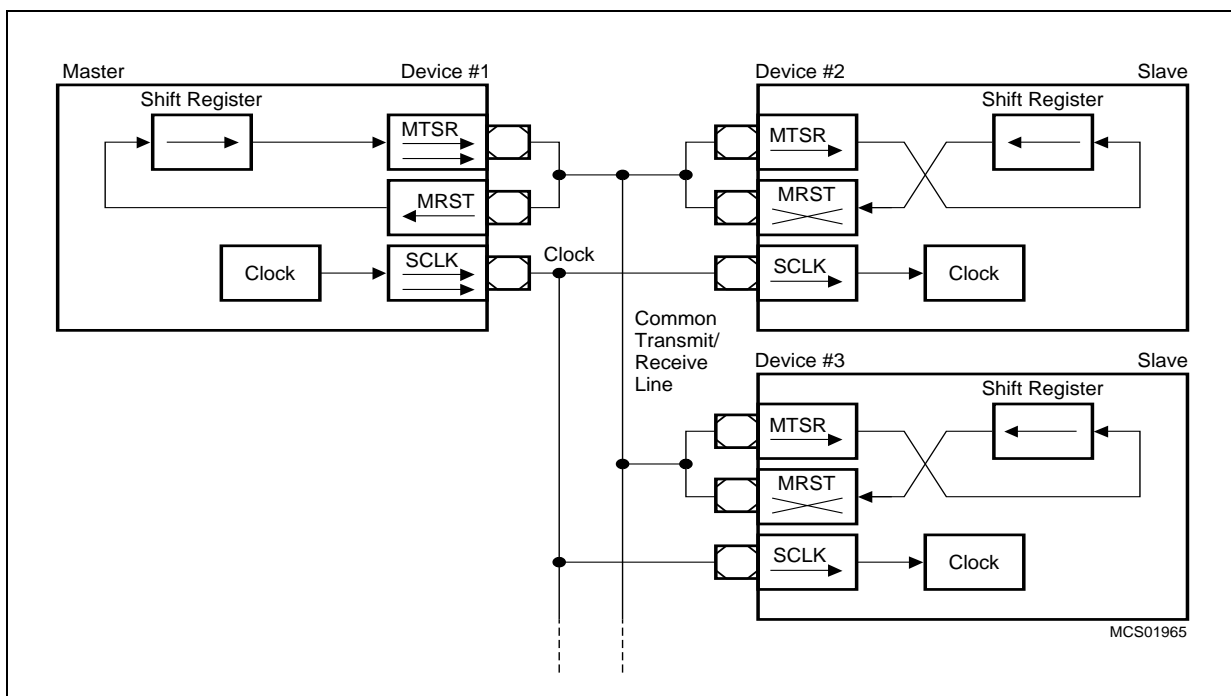 Master Device #1
Shift Register
MTSR
MRST
Clock
SCLK
Clock
Common
Transmit/
Receive
Line
Device #2 Slave
Shift Register
MTSR
MRST
SCLK
Clock
Device #3 Slave
Shift Register
MTSR
MRST
SCLK
Clock
MCS01965